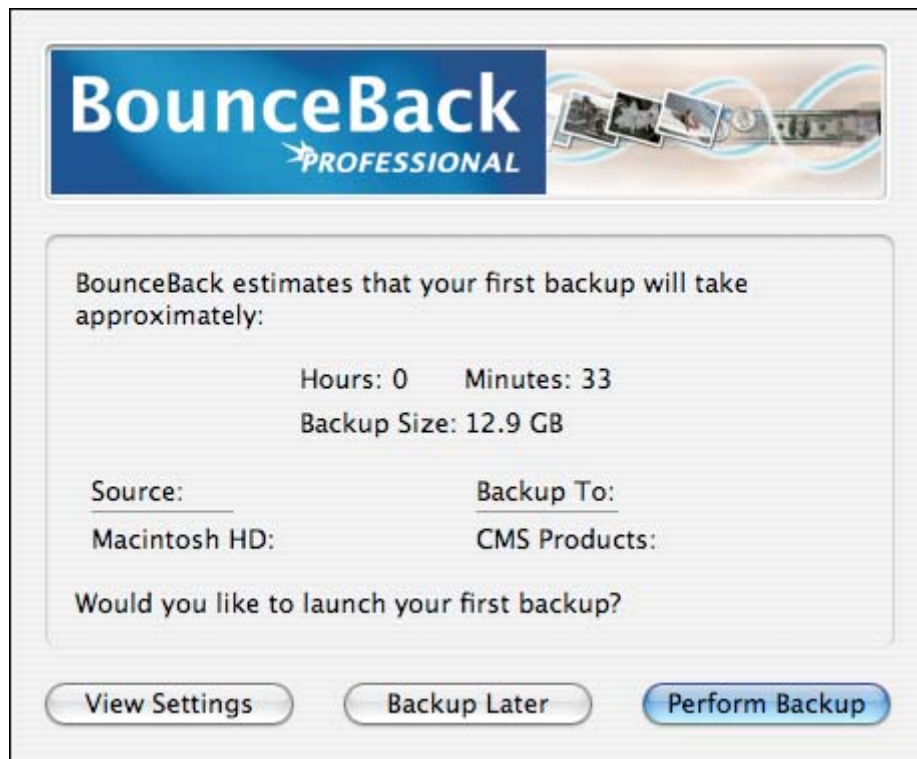 BounceBack
PROFESSIONAL
BounceBack estimates that your first backup will take
approximately:
Hours: 0 Minutes: 33
Backup Size: 12.9 GB
Source: Backup To:
Macintosh HD: CMS Products:
Would you like to launch your first backup?
View Settings Backup Later Perform Backup